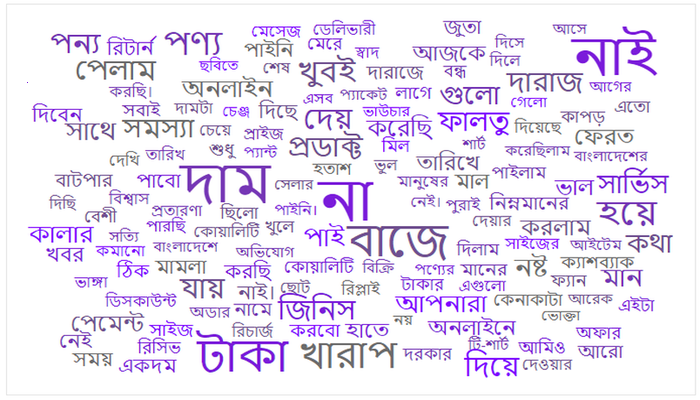 মেসেজ ডেলিভারী জুতা আসে
পন্য রিটার্ন পণ্য পাইনি মেরে স্বাদ আজকে দিসে নাই
পেলাম ছবিতে শেষ খুবই দারাজে বন্ধ দিলে
করছি। অনলাইন এসব প্যাকেট লাগে গুলো দারাজ আগের
দিবেন সবাই দামটা চেঞ্জ দিছে দেয় ভাউচার গেলো কাপড় এতো
সাথে সমস্যা চেয়ে প্রাইজ করেছি ফালতু দিয়েছে ফেরত
দেখি তারিখ শুধু প্যান্ট প্রডাক্ট মিল শার্ট করেছিলাম বাংলাদেশের
হতাশ ভুল তারিখে
বাটপার পাবো দাম সেলার না মানুষের মাল পাইলাম ভাল সার্ভিস
দিছি বিশ্বাস নেই। পুরাই নিম্নমানের
বেশী প্রতারণা ছিলো পাইনি। দেয়ার করলাম হয়ে
কালার সত্যি পারছি কোয়ালিটি খুলে পাই বাজে কথা
খবর কমানো বাংলাদেশে অভিযোগ দিলাম সাইজের আইটেম
ঠিক মামলা করছি কোয়ালিটি বিক্রি পণ্যের মানের নষ্ট ক্যাশব্যাক
ভাঙ্গা যায় নাই। ছোট রিপ্লাই টাকার এগুলো ফ্যান মান
ডিসকাউন্ট অডার নামে জিনিস আপনারা কেনাকাটা আরেক এইটা
পেমেন্ট সাইজ রিচার্জ করবো হাতে নয় অনলাইনে ভোক্তা
নেই রিসিভ টাকা খারাপ টি-শার্ট আমিও অফার
সময় একদম দরকার দিয়ে দেওয়ার আরো